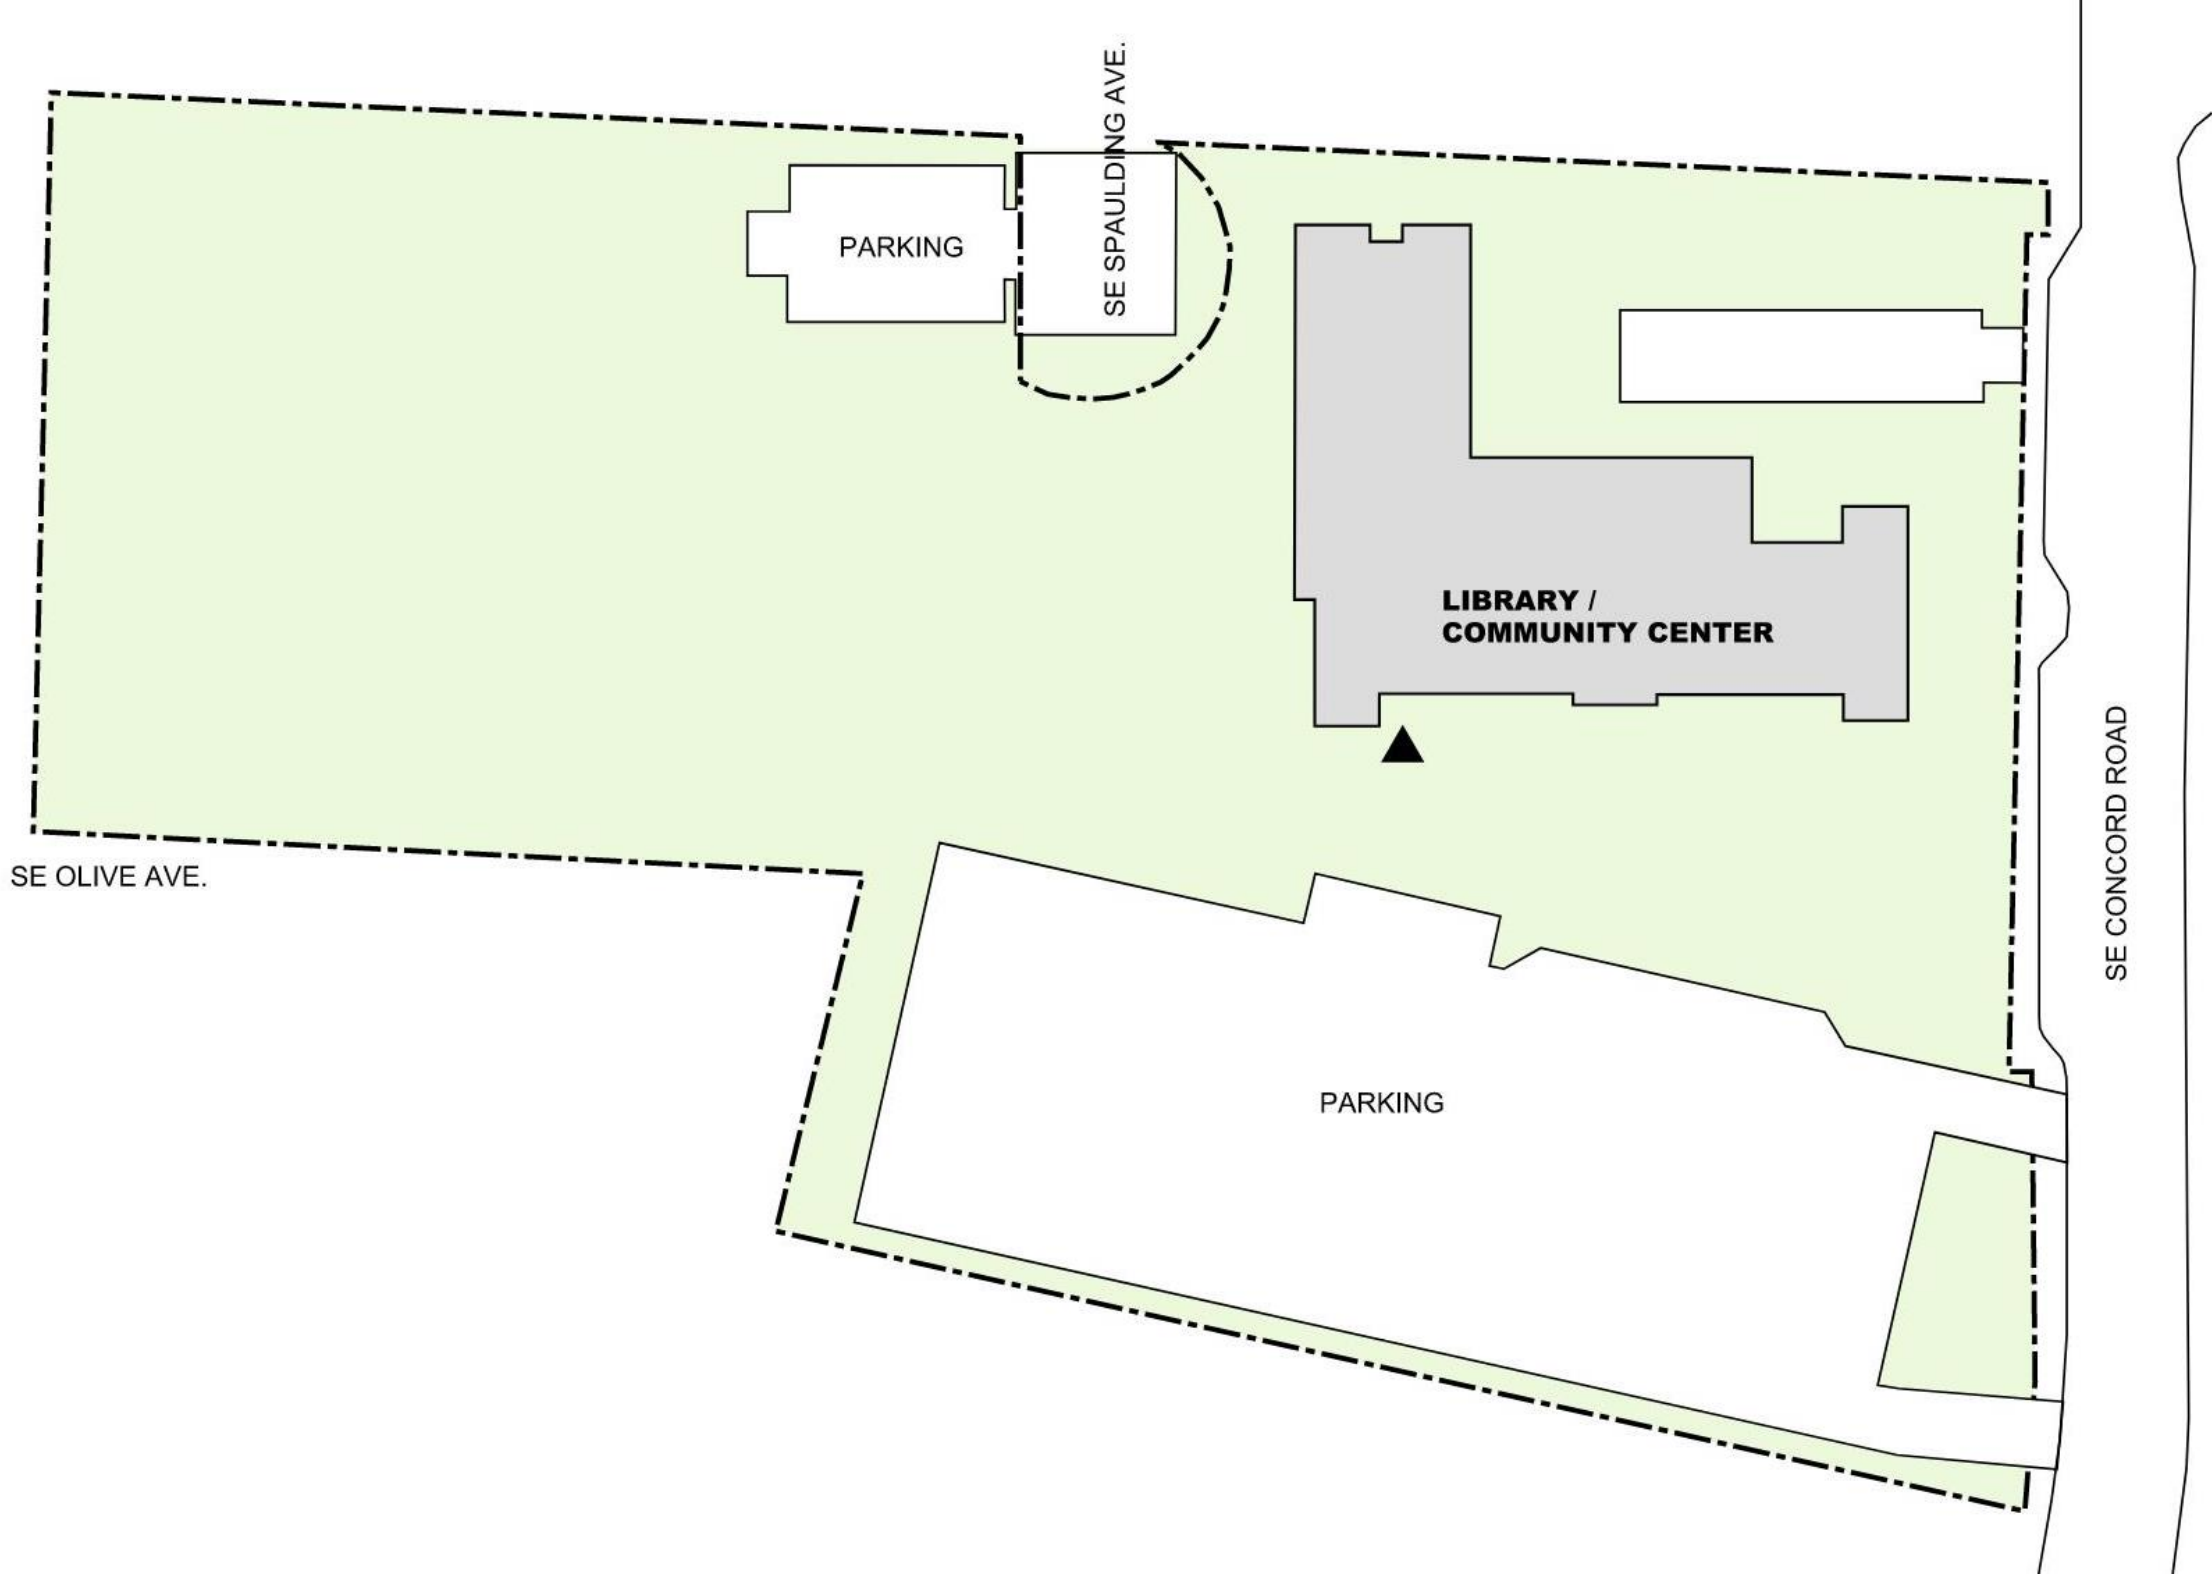 SE SPAULDING AVE.
PARKING
LIBRARY /
COMMUNITY CENTER
SE CONCORD ROAD
SE OLIVE AVE.
PARKING